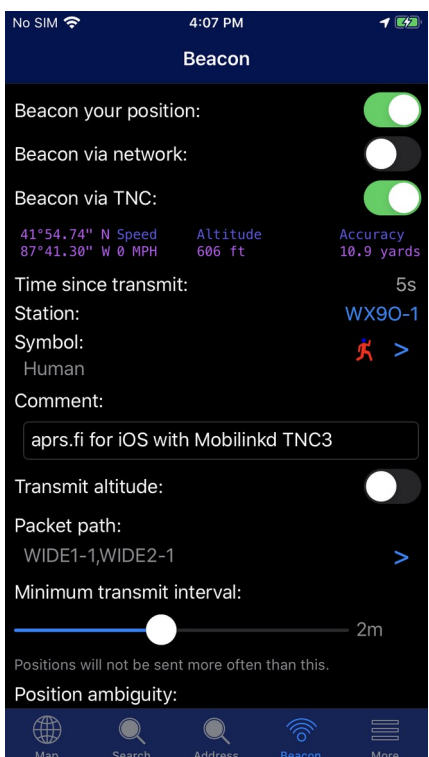 No SIM 4:07 PM
Beacon
Beacon your position:
Beacon via network:
Beacon via TNC:
41°54.74" N Speed Altitude Accuracy
87°41.30" W 0 MPH 606 ft 10.9 yards
Time since transmit: 5s
Station: WX9O-1
Symbol: >
Human
Comment:
aprs.fi for iOS with Mobilinkd TNC3
Transmit altitude:
Packet path:
WIDE1-1,WIDE2-1 >
Minimum transmit interval:
2m
Positions will not be sent more often than this.
Position ambiguity:
Map Search Address Beacon More